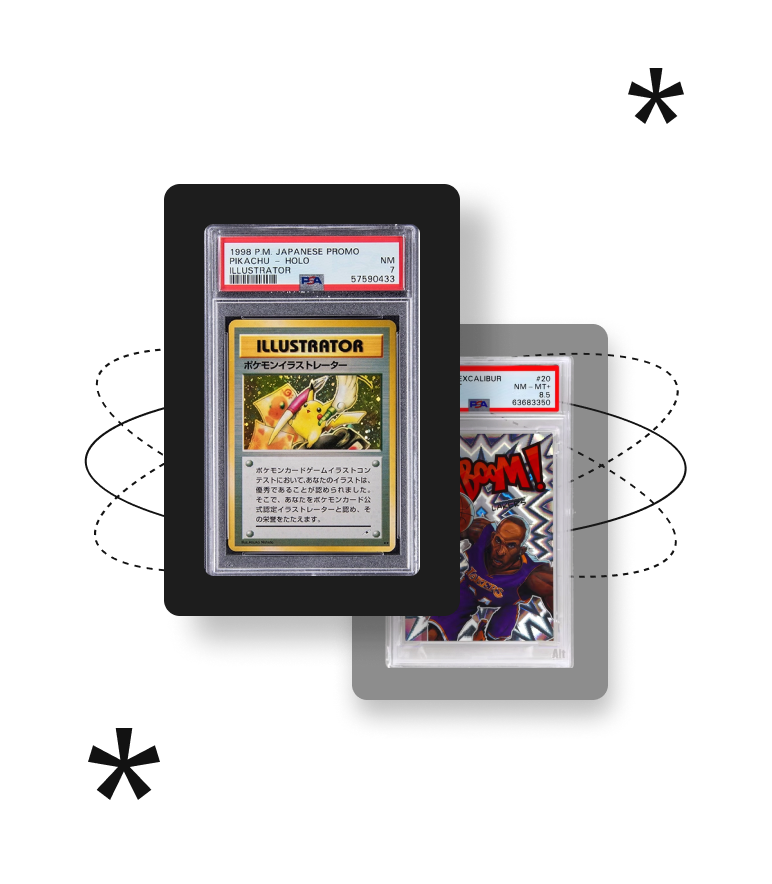 *
1998 P.M. JAPANESE PROMO
PIKACHU - HOLO NM
ILLUSTRATOR 7
PSA 57590433
ILLUSTRATOR
ポケモンイラストレーター
ポケモンカードゲームイラストコン
テストにおいて、あなたのイラストは、
優秀であることが認められました。
そこで、あなたをポケモンカード公
式認定イラストレーターと認め、そ
の栄誉をたたえます。
EXCALIBUR #20
NM - MT+
8.5
PSA 63683350
BOOM!
LAKERS
Alt
*